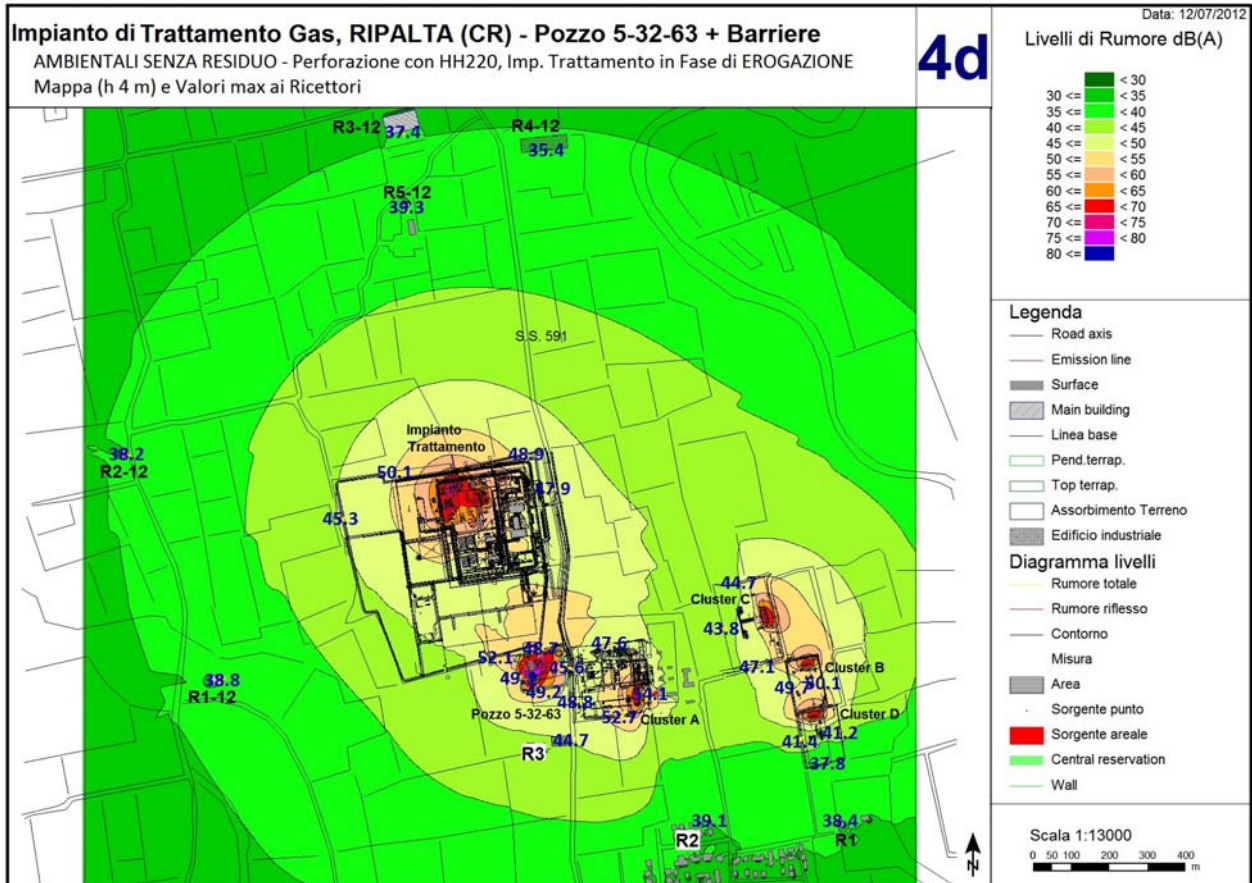 Data: 12/07/2012
Impianto di Trattamento Gas, RIPALTA (CR) - Pozzo 5-32-63 + Barriere
AMBIENTALI SENZA RESIDUO - Perforazione con HH220, Imp. Trattamento in Fase di EROGAZIONE
Mappa (h 4 m) e Valori max ai Ricettori
4d
Livelli di Rumore dB(A)
< 30
30 <= < 35
35 <= < 40
40 <= < 45
45 <= < 50
50 <= < 55
55 <= < 60
60 <= < 65
65 <= < 70
70 <= < 75
75 <= < 80
80 <=
R3-12
37.4
R4-12
35.4
R5-12
39.3
S.S. 591
Impianto
Trattamento
48.9
50.1
47.9
45.3
38.2
R2-12
44.7
Cluster C
43.8
47.1
Cluster B
49.7
50.1
Cluster D
41.2
41.4
37.8
48.7
47.6
52.1
45.6
49.2
48.8
54.1
52.7
Cluster A
Pozzo 5-32-63
44.7
R3
38.8
R1-12
39.1
R2
38.4
R1
Legenda
Road axis
Emission line
Surface
Main building
Linea base
Pend.terrap.
Top terrap.
Assorbimento Terreno
Edificio industriale
Diagramma livelli
Rumore totale
Rumore riflesso
Contorno
Misura
Area
Sorgente punto
Sorgente areale
Central reservation
Wall
N
Scala 1:13000
0 50 100 200 300 400
m